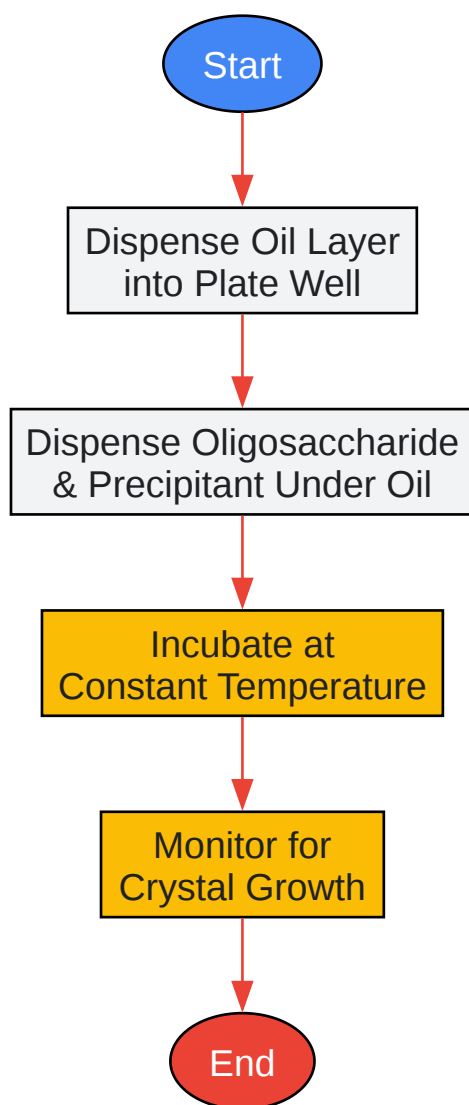 Start
Dispense Oil Layer
into Plate Well
Dispense Oligosaccharide
& Precipitant Under Oil
Incubate at
Constant Temperature
Monitor for
Crystal Growth
End